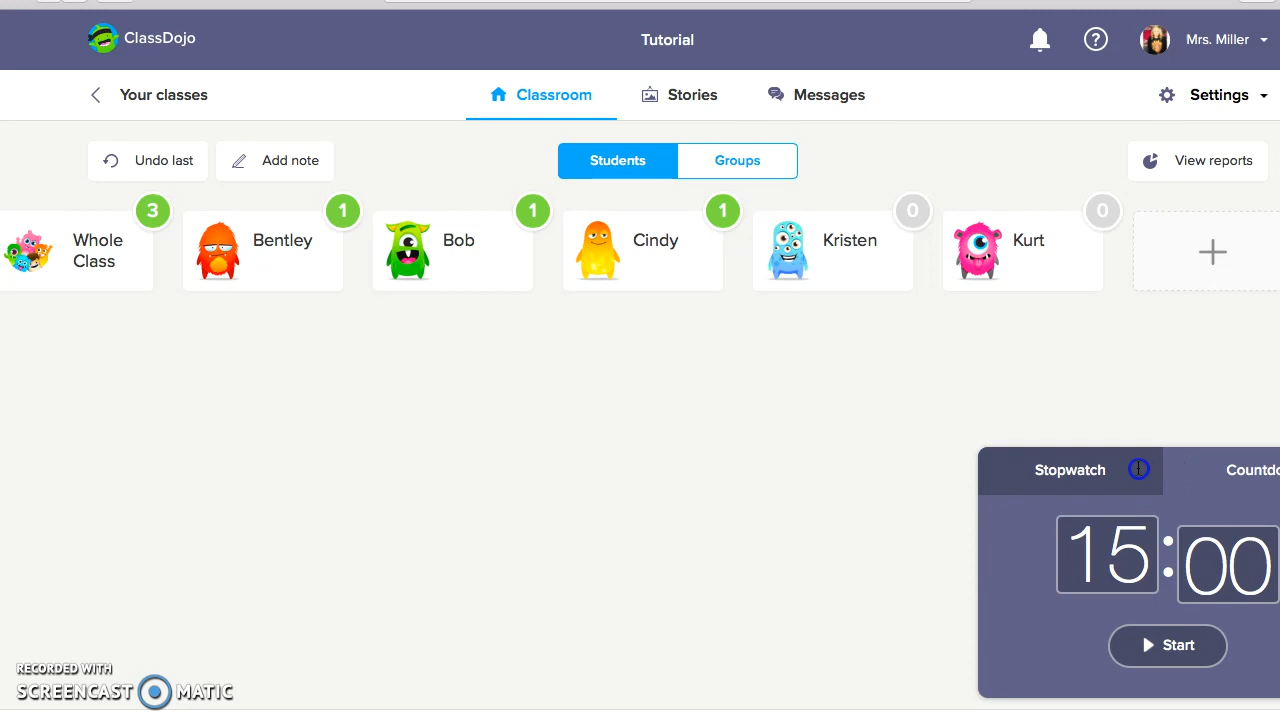 ClassDojo
Tutorial
Mrs. Miller
Your classes
Classroom
Stories
Messages
Settings
Undo last
Add note
Students
Groups
View reports
3
1
1
1
0
0
Whole
Class
Bentley
Bob
Cindy
Kristen
Kurt
Stopwatch
Countdo
15:00
Start
RECORDED WITH
SCREENCAST MATIC